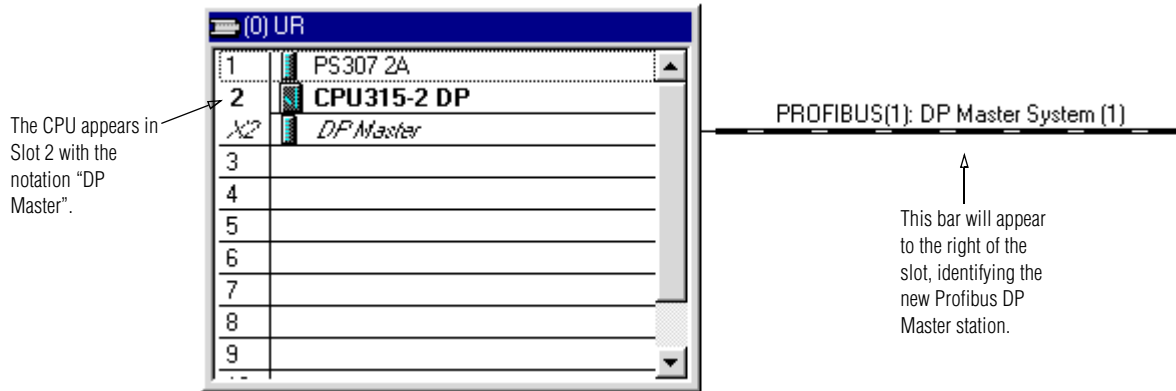 (0) UR
1 PS307 2A
2 CPU315-2 DP
X2 DP Master
3
4
5
6
7
8
9
The CPU appears in
Slot 2 with the
notation “DP
Master”.
PROFIBUS(1): DP Master System (1)
This bar will appear
to the right of the
slot, identifying the
new Profibus DP
Master station.